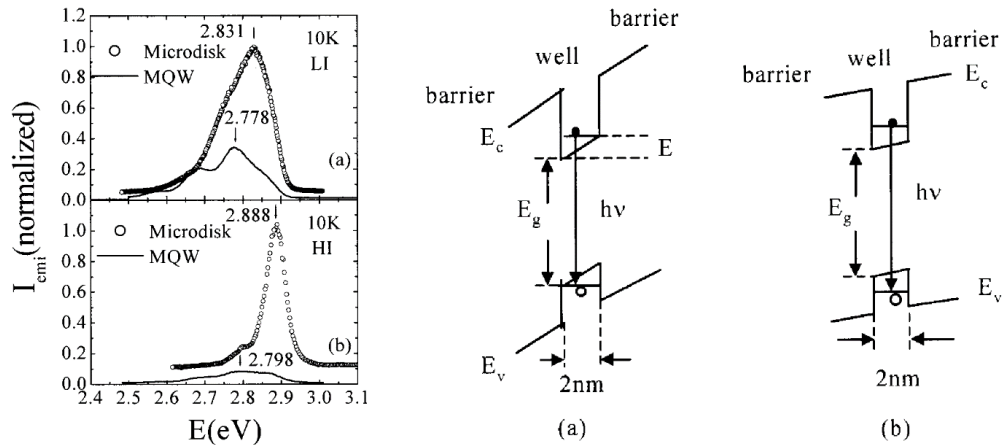 I_emi (normalized)
1.0
0.8
0.6
0.4
0.2
0.0
2.831
10K
LI
Microdisk
MQW
2.778
(a)
1.0
0.8
0.6
0.4
0.2
0.0
2.888
10K
HI
Microdisk
MQW
2.798
(b)
2.4 2.5 2.6 2.7 2.8 2.9 3.0 3.1
E(eV)
barrier
well
barrier
E_c
E
E_g
hν
E_v
2nm
(a)
barrier
well
barrier
E_c
E_g
hν
E_v
2nm
(b)